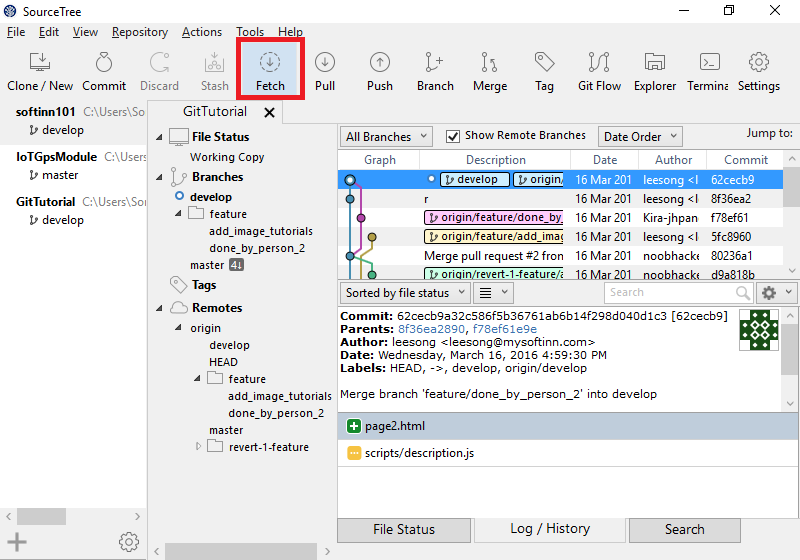 SourceTree
File Edit View Repository Actions Tools Help
Clone / New Commit Discard Stash Fetch Pull Push Branch Merge Tag Git Flow Explorer Termina Settings
softinn101 C:\Users\So
develop
IoTGpsModule C:\Users\
master
GitTutorial C:\Users\So
develop
GitTutorial
File Status
Working Copy
Branches
develop
feature
add_image_tutorials
done_by_person_2
master 4↓
Tags
Remotes
origin
develop
HEAD
feature
add_image_tutorials
done_by_person_2
master
revert-1-feature
All Branches Show Remote Branches Date Order Jump to:
Graph Description Date Author Commit
develop origin/ 16 Mar 201 leesong <l 62cecb9
r 16 Mar 201 leesong <l 8f36ea2
origin/feature/done_by_ 16 Mar 201 Kira-jhpan f78ef61
origin/feature/add_imag 16 Mar 201 leesong <l 5fc8960
Merge pull request #2 from 16 Mar 201 noobhacke 80236a1
origin/revert-1-feature/a 16 Mar 201 noobhacke d9a818b
Sorted by file status Search
Commit: 62cecb9a32c586f5b36761ab6b14f298d040d1c3 [62cecb9]
Parents: 8f36ea2890, f78ef61e9e
Author: leesong <leesong@mysoftinn.com>
Date: Wednesday, March 16, 2016 4:59:30 PM
Labels: HEAD, ->, develop, origin/develop
Merge branch 'feature/done_by_person_2' into develop
page2.html
scripts/description.js
File Status Log / History Search